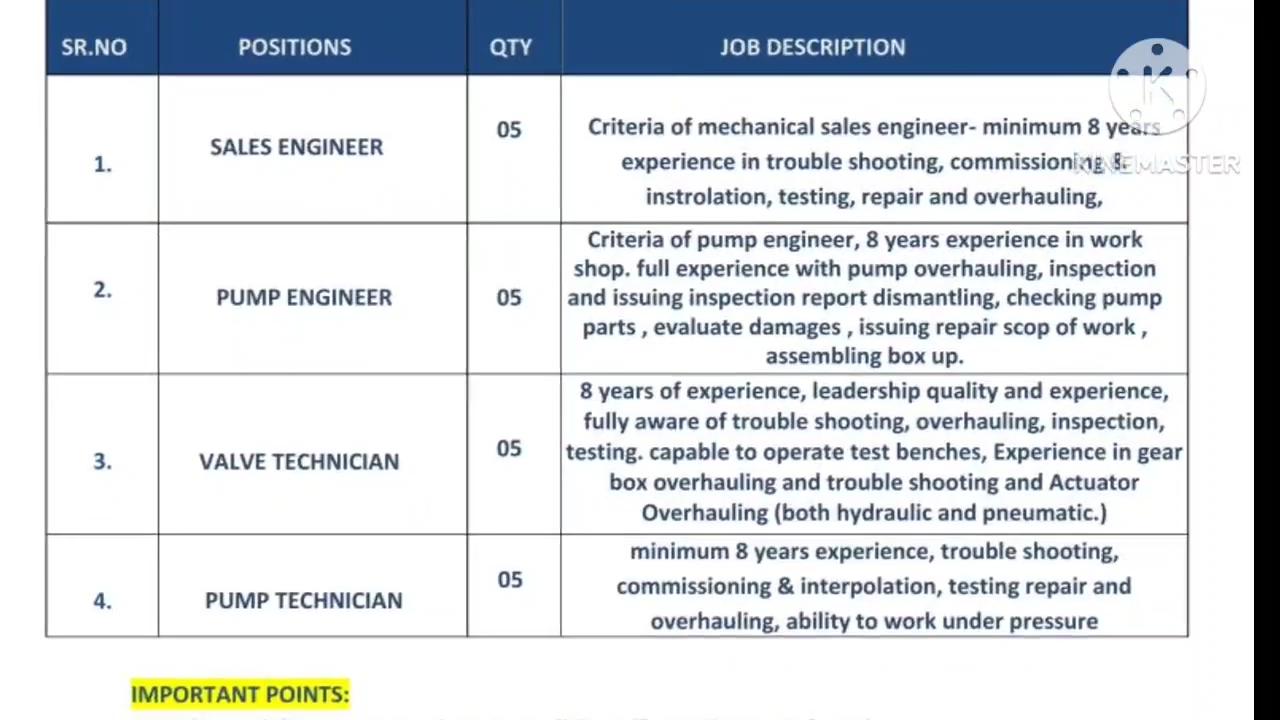 SR.NO POSITIONS QTY JOB DESCRIPTION
1. SALES ENGINEER 05 Criteria of mechanical sales engineer- minimum 8 years
experience in trouble shooting, commissioning &
instrolation, testing, repair and overhauling,
2. PUMP ENGINEER 05 Criteria of pump engineer, 8 years experience in work
shop. full experience with pump overhauling, inspection
and issuing inspection report dismantling, checking pump
parts , evaluate damages , issuing repair scop of work ,
assembling box up.
3. VALVE TECHNICIAN 05 8 years of experience, leadership quality and experience,
fully aware of trouble shooting, overhauling, inspection,
testing. capable to operate test benches, Experience in gear
box overhauling and trouble shooting and Actuator
Overhauling (both hydraulic and pneumatic.)
4. PUMP TECHNICIAN 05 minimum 8 years experience, trouble shooting,
commissioning & interpolation, testing repair and
overhauling, ability to work under pressure
IMPORTANT POINTS:
K
KINEMASTER